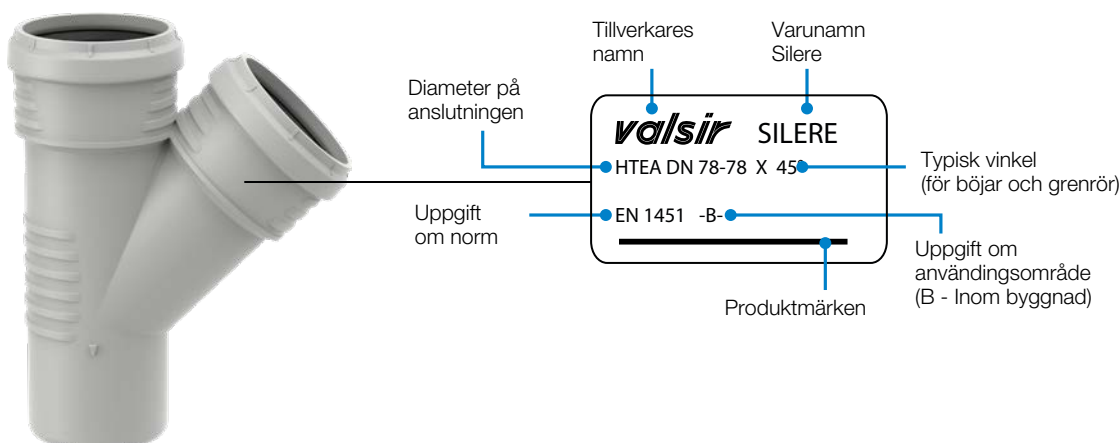 Tillverkares
namn
Varunamn
Silere
Diameter på
anslutningen
valsir SILERE
HTEA DN 78-78 X 45°
Typisk vinkel
(för böjar och grenrör)
Uppgift
om norm
EN 1451 -B-
Uppgift om
användingsområde
(B - Inom byggnad)
Produktmärken